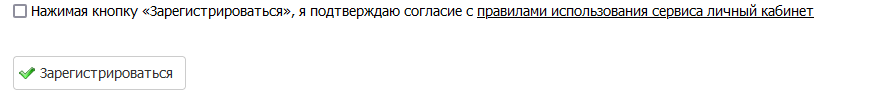 Нажимая кнопку «Зарегистрироваться», я подтверждаю согласие с правилами использования сервиса личный кабинет
Зарегистрироваться